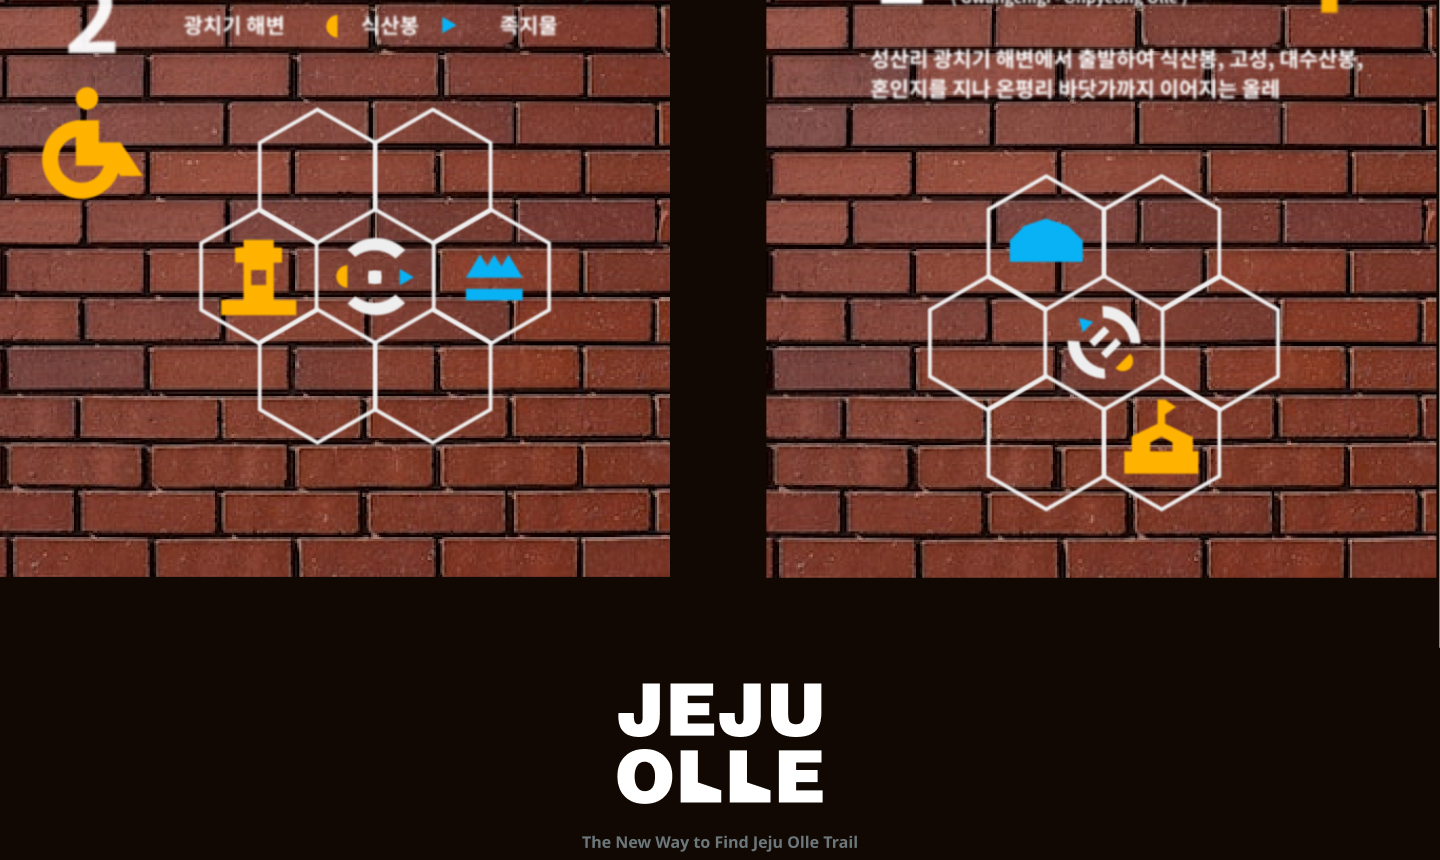 2
광치기 해변 식산봉 족지물
성산리 광치기 해변에서 출발하여 식산봉, 고성, 대수산봉,
혼인지를 지나 온평리 바닷가까지 이어지는 올레
JEJU
OLLE
The New Way to Find Jeju Olle Trail